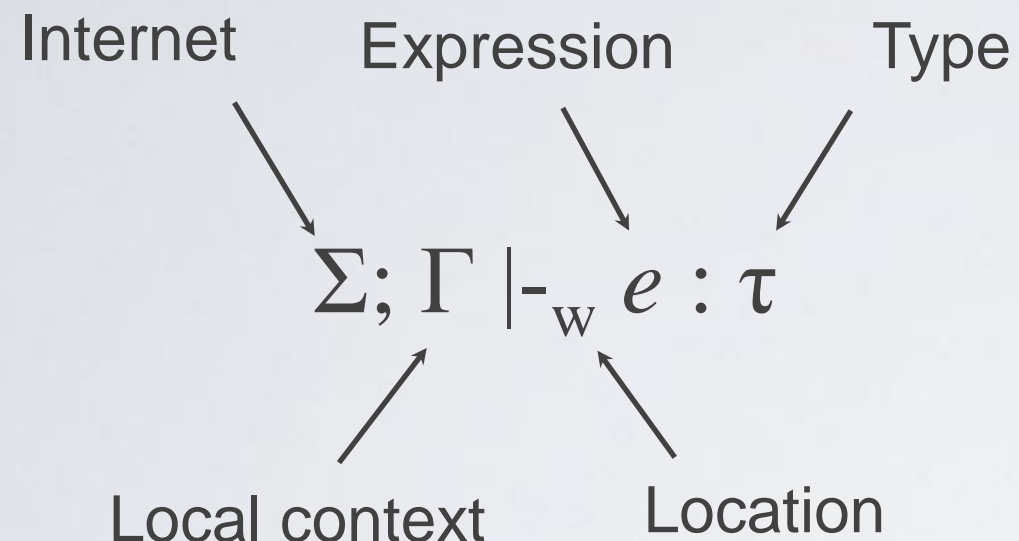 Internet Expression Type
Σ; Γ |-w e : τ
Local context Location